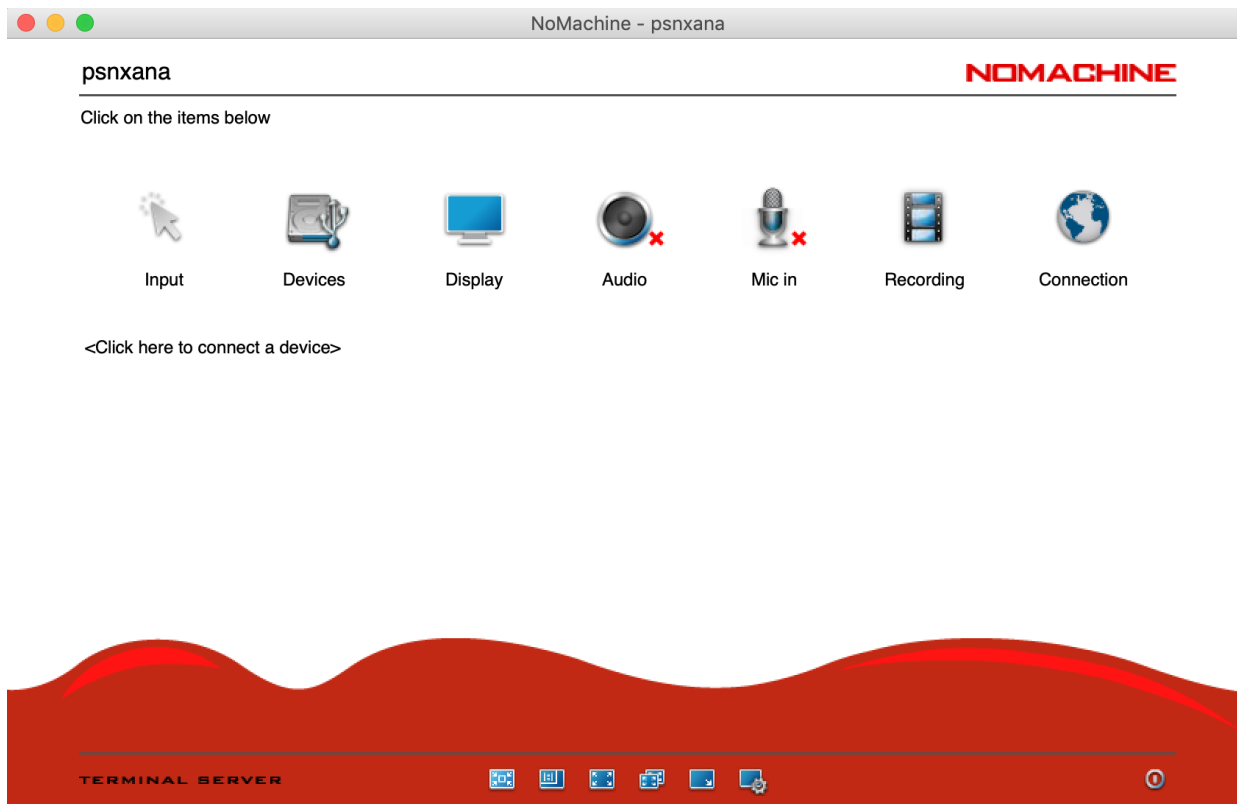 NoMachine - psnxana
psnxana
NOMACHINE
Click on the items below
Input Devices Display Audio Mic in Recording Connection
<Click here to connect a device>
TERMINAL SERVER